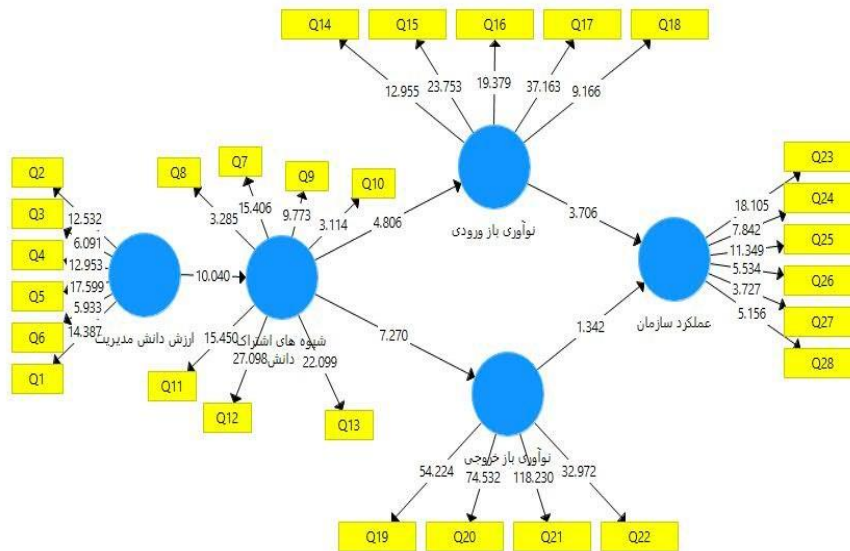 Q14
Q15
Q16
Q17
Q18
12.955
23.753
19.379
37.163
9.166
نوآوری باز ورودی
Q2
Q3
Q4
Q5
Q6
Q1
12.532
6.091
12.953
17.599
5.933
14.387
ارزش دانش مدیریت
10.040
Q8
Q7
Q9
Q10
3.285
15.406
9.773
3.114
شیوه های اشتراک
دانش
15.450
27.098
22.099
Q11
Q12
Q13
4.806
7.270
3.706
1.342
عملکرد سازمان
18.105
7.842
11.349
5.534
3.727
5.156
Q23
Q24
Q25
Q26
Q27
Q28
نوآوری باز خروجی
54.224
74.532
118.230
32.972
Q19
Q20
Q21
Q22